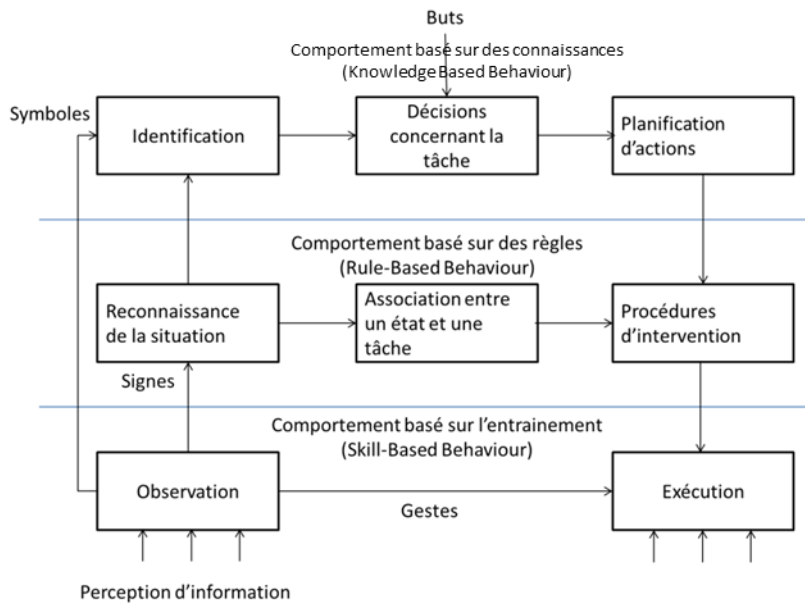 Buts
Comportement basé sur des connaissances
(Knowledge Based Behaviour)
Symboles
Identification
Décisions
concernant la
tâche
Planification
d'actions
Comportement basé sur des règles
(Rule-Based Behaviour)
Reconnaissance
de la situation
Association entre
un état et une
tâche
Procédures
d'intervention
Signes
Comportement basé sur l'entrainement
(Skill-Based Behaviour)
Observation
Gestes
Exécution
Perception d'information